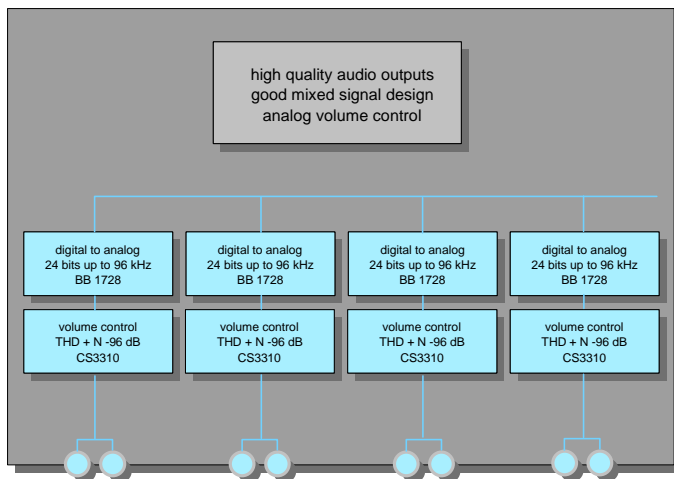 high quality audio outputs
good mixed signal design
analog volume control
digital to analog
24 bits up to 96 kHz
BB 1728
digital to analog
24 bits up to 96 kHz
BB 1728
digital to analog
24 bits up to 96 kHz
BB 1728
digital to analog
24 bits up to 96 kHz
BB 1728
volume control
THD + N -96 dB
CS3310
volume control
THD + N -96 dB
CS3310
volume control
THD + N -96 dB
CS3310
volume control
THD + N -96 dB
CS3310